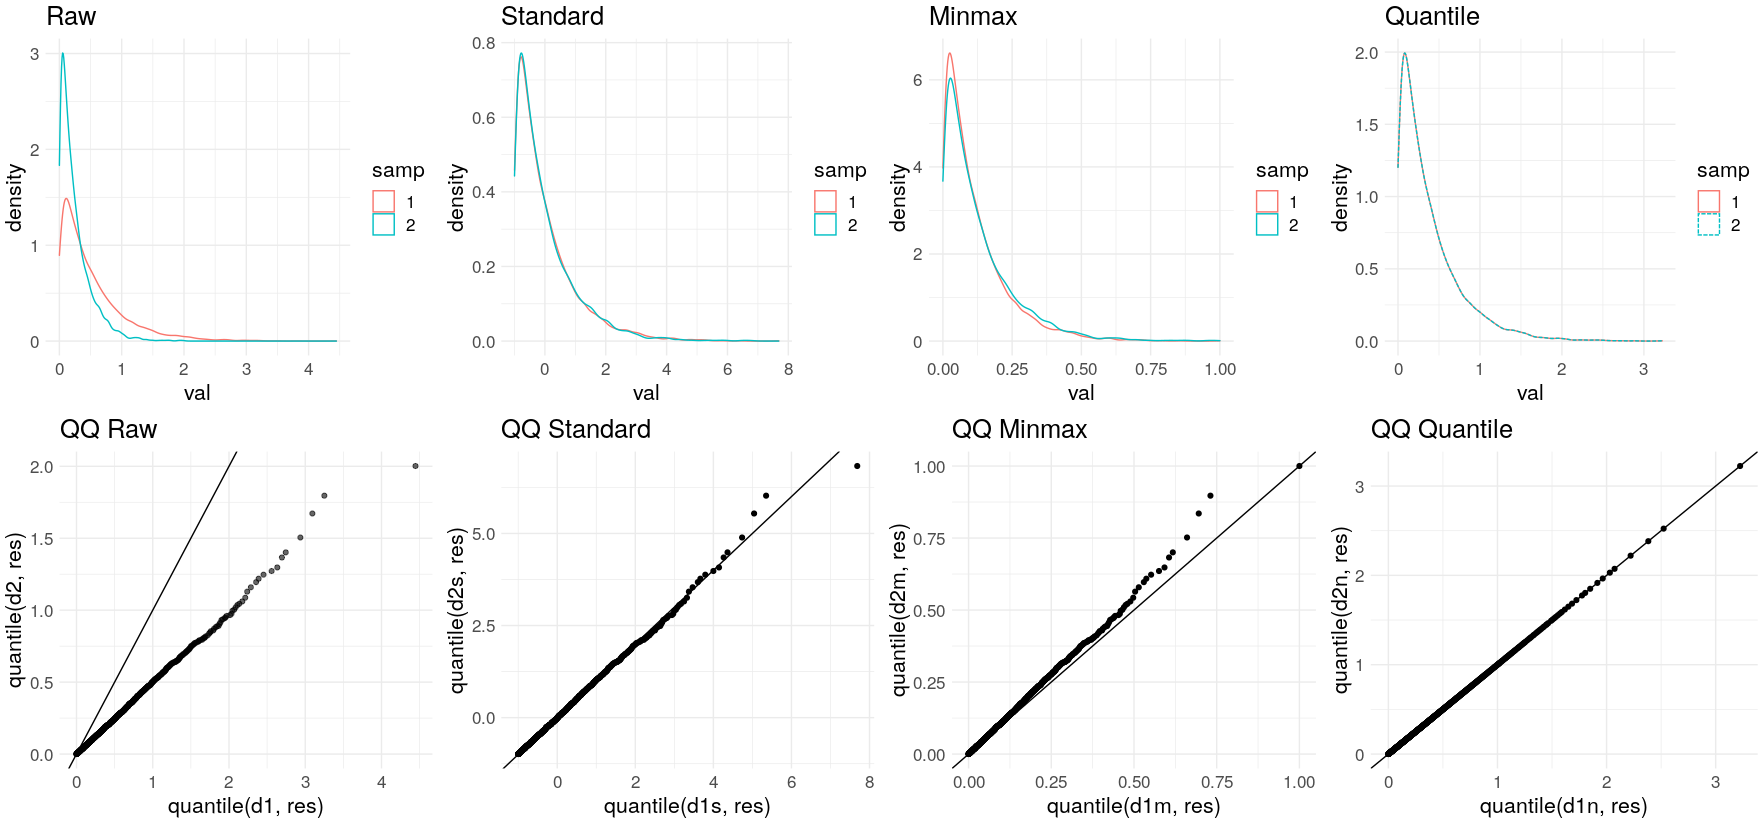 Raw
density
3
2
1
0
0 1 2 3 4
val
samp
1
2
Standard
density
0.8
0.6
0.4
0.2
0.0
0 2 4 6 8
val
samp
1
2
Minmax
density
6
4
2
0
0.00 0.25 0.50 0.75 1.00
val
samp
1
2
Quantile
density
2.0
1.5
1.0
0.5
0.0
0 1 2 3
val
samp
1
2
QQ Raw
quantile(d2, res)
2.0
1.5
1.0
0.5
0.0
0 1 2 3 4
quantile(d1, res)
QQ Standard
quantile(d2s, res)
5.0
2.5
0.0
0 2 4 6 8
quantile(d1s, res)
QQ Minmax
quantile(d2m, res)
1.00
0.75
0.50
0.25
0.00
0.00 0.25 0.50 0.75 1.00
quantile(d1m, res)
QQ Quantile
quantile(d2n, res)
3
2
1
0
0 1 2 3
quantile(d1n, res)